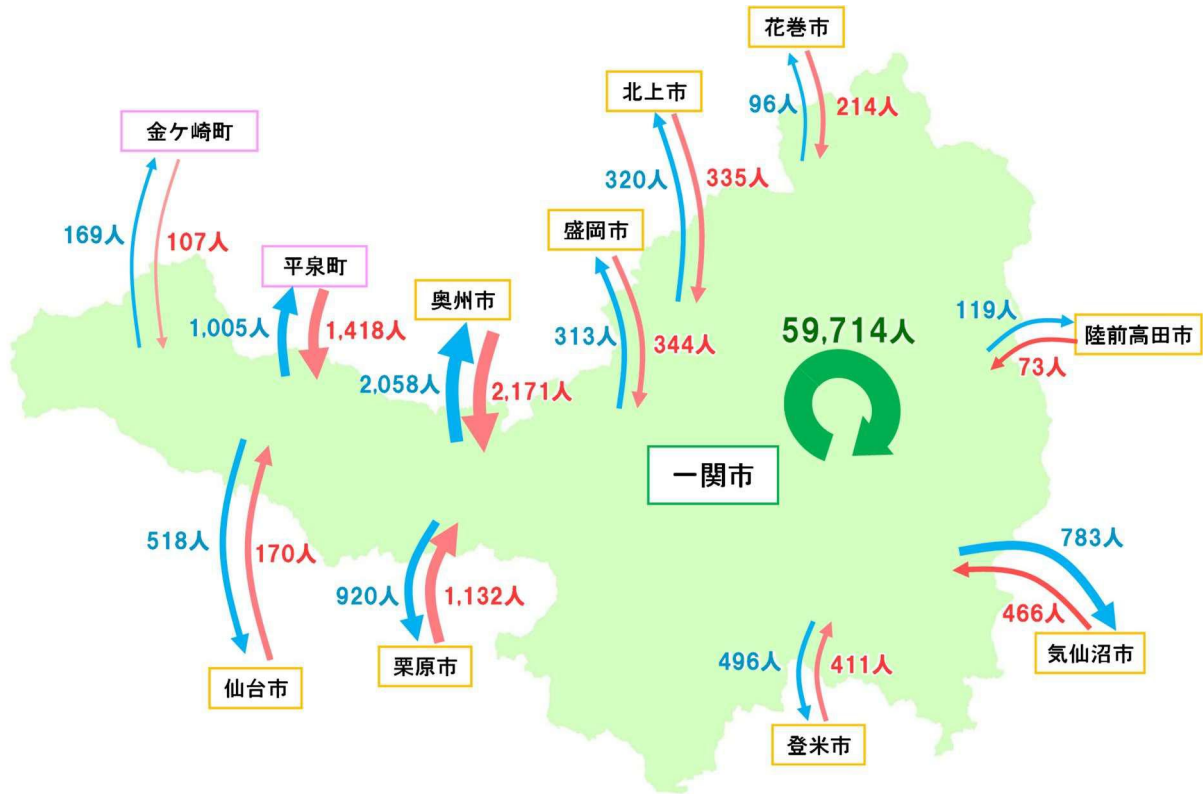 花巻市
96人
214人
北上市
320人
335人
金ケ崎町
169人
107人
盛岡市
313人
344人
平泉町
1,005人
1,418人
奥州市
2,058人
2,171人
59,714人
119人
陸前高田市
73人
一関市
518人
170人
仙台市
920人
1,132人
栗原市
783人
466人
気仙沼市
496人
411人
登米市